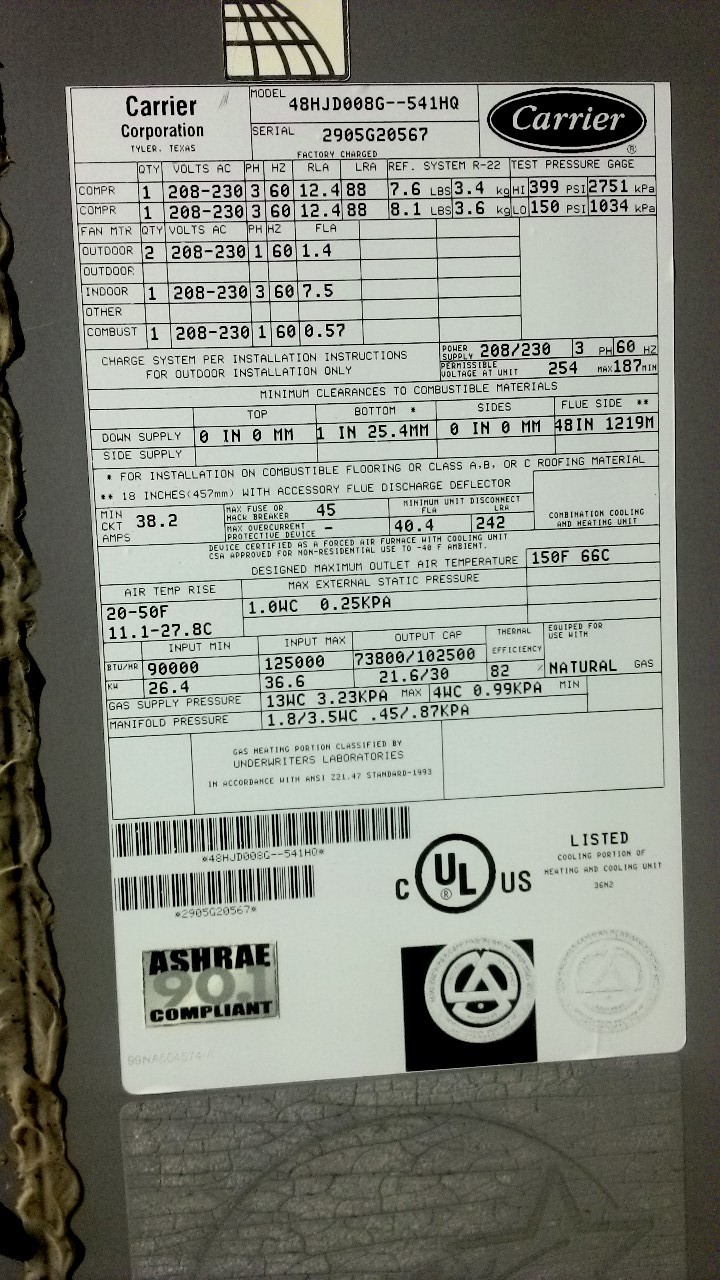 Carrier
Corporation
TYLER, TEXAS
MODEL 48HJD008G--541HQ
SERIAL 2905G20567
Carrier ®
FACTORY CHARGED
QTY VOLTS AC PH HZ RLA LRA REF. SYSTEM R-22 TEST PRESSURE GAGE
COMPR 1 208-230 3 60 12.4 88 7.6 LBS 3.4 kg HI 399 PSI 2751 kPa
COMPR 1 208-230 3 60 12.4 88 8.1 LBS 3.6 kg LO 150 PSI 1034 kPa
FAN MTR QTY VOLTS AC PH HZ FLA
OUTDOOR 2 208-230 1 60 1.4
OUTDOOR
INDOOR 1 208-230 3 60 7.5
OTHER
COMBUST 1 208-230 1 60 0.57
CHARGE SYSTEM PER INSTALLATION INSTRUCTIONS
FOR OUTDOOR INSTALLATION ONLY
POWER SUPPLY 208/230 3 PH 60 HZ
PERMISSIBLE VOLTAGE AT UNIT 254 MAX 187 MIN
MINIMUM CLEARANCES TO COMBUSTIBLE MATERIALS
TOP BOTTOM * SIDES FLUE SIDE **
DOWN SUPPLY 0 IN 0 MM 1 IN 25.4MM 0 IN 0 MM 48IN 1219M
SIDE SUPPLY
* FOR INSTALLATION ON COMBUSTIBLE FLOORING OR CLASS A,B, OR C ROOFING MATERIAL
** 18 INCHES(457mm) WITH ACCESSORY FLUE DISCHARGE DEFLECTOR
MIN CKT AMPS 38.2
MAX FUSE OR HACR BREAKER 45
MAX OVERCURRENT PROTECTIVE DEVICE -
MINIMUM UNIT DISCONNECT
FLA LRA
40.4 242
COMBINATION COOLING
AND HEATING UNIT
DEVICE CERTIFIED AS A FORCED AIR FURNACE WITH COOLING UNIT
CSA APPROVED FOR NON-RESIDENTIAL USE TO -40 F AMBIENT.
DESIGNED MAXIMUM OUTLET AIR TEMPERATURE 150F 66C
AIR TEMP RISE MAX EXTERNAL STATIC PRESSURE
20-50F 1.0WC 0.25KPA
11.1-27.8C
INPUT MIN INPUT MAX OUTPUT CAP THERMAL EFFICIENCY EQUIPED FOR USE WITH
BTU/HR 90000 125000 73800/102500
KW 26.4 36.6 21.6/30 82 % NATURAL GAS
GAS SUPPLY PRESSURE 13WC 3.23KPA MAX 4WC 0.99KPA MIN
MANIFOLD PRESSURE 1.8/3.5WC .45/.87KPA
GAS HEATING PORTION CLASSIFIED BY
UNDERWRITERS LABORATORIES
IN ACCORDANCE WITH ANSI Z21.47 STANDARD-1993
*48HJD008G--541HQ*
*2905G20567*
C UL ® US
LISTED
COOLING PORTION OF
HEATING AND COOLING UNIT
36N2
ASHRAE
90.1
COMPLIANT